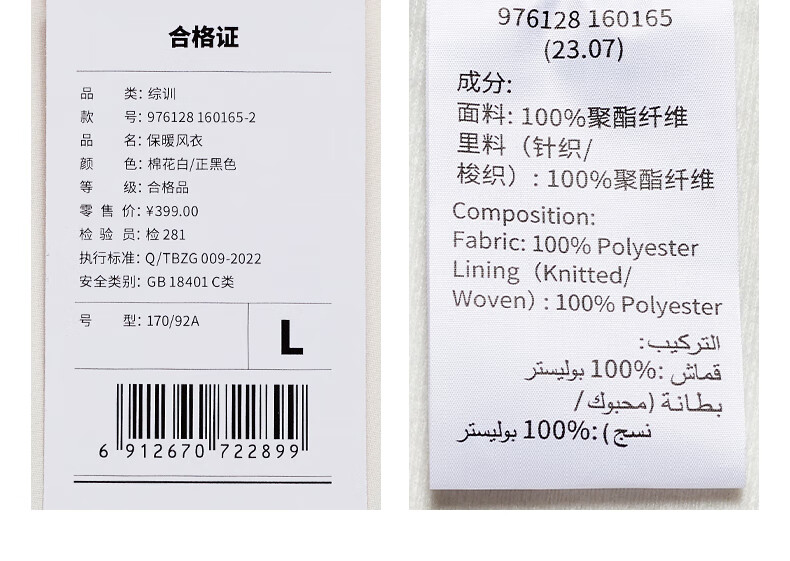 合格证
品 类: 综训
款 号: 976128 160165-2
品 名: 保暖风衣
颜 色: 棉花白/正黑色
等 级: 合格品
零 售 价: ¥399.00
检 验 员: 检 281
执行标准: Q/TBZG 009-2022
安全类别: GB 18401 C类
号 型: 170/92A
L
6 912670 722899
976128 160165
(23.07)
成分:
面料: 100%聚酯纤维
里料（针织/
梭织）: 100%聚酯纤维
Composition:
Fabric: 100% Polyester
Lining（Knitted/
Woven）: 100% Polyester
التركيب:
قماش: 100% بوليستر
بطانة (محبوك/
نسج): 100% بوليستر